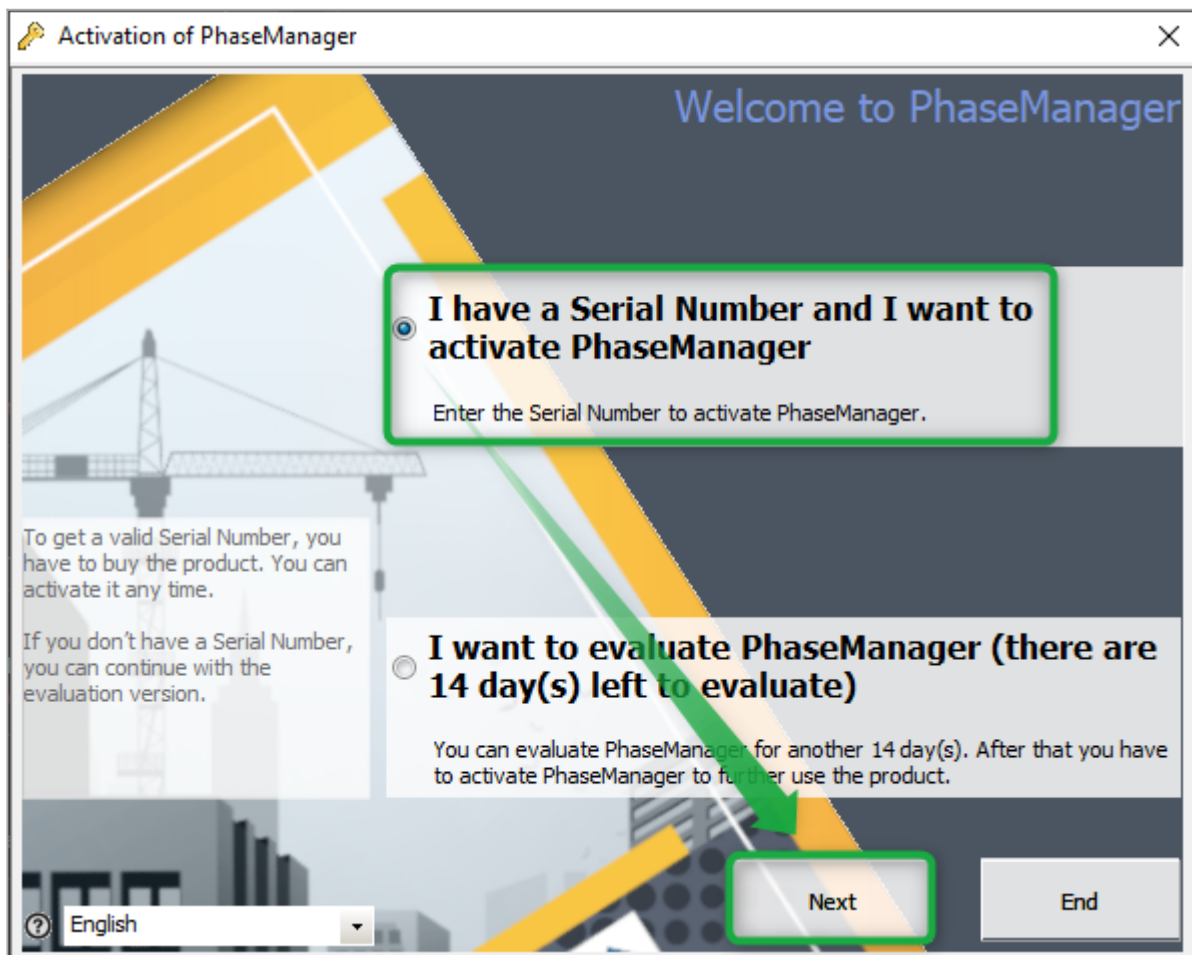 Activation of PhaseManager
Welcome to PhaseManager
I have a Serial Number and I want to
activate PhaseManager
Enter the Serial Number to activate PhaseManager.
To get a valid Serial Number, you
have to buy the product. You can
activate it any time.
If you don't have a Serial Number,
you can continue with the
evaluation version.
I want to evaluate PhaseManager (there are
14 day(s) left to evaluate)
You can evaluate PhaseManager for another 14 day(s). After that you have
to activate PhaseManager to further use the product.
English
Next
End